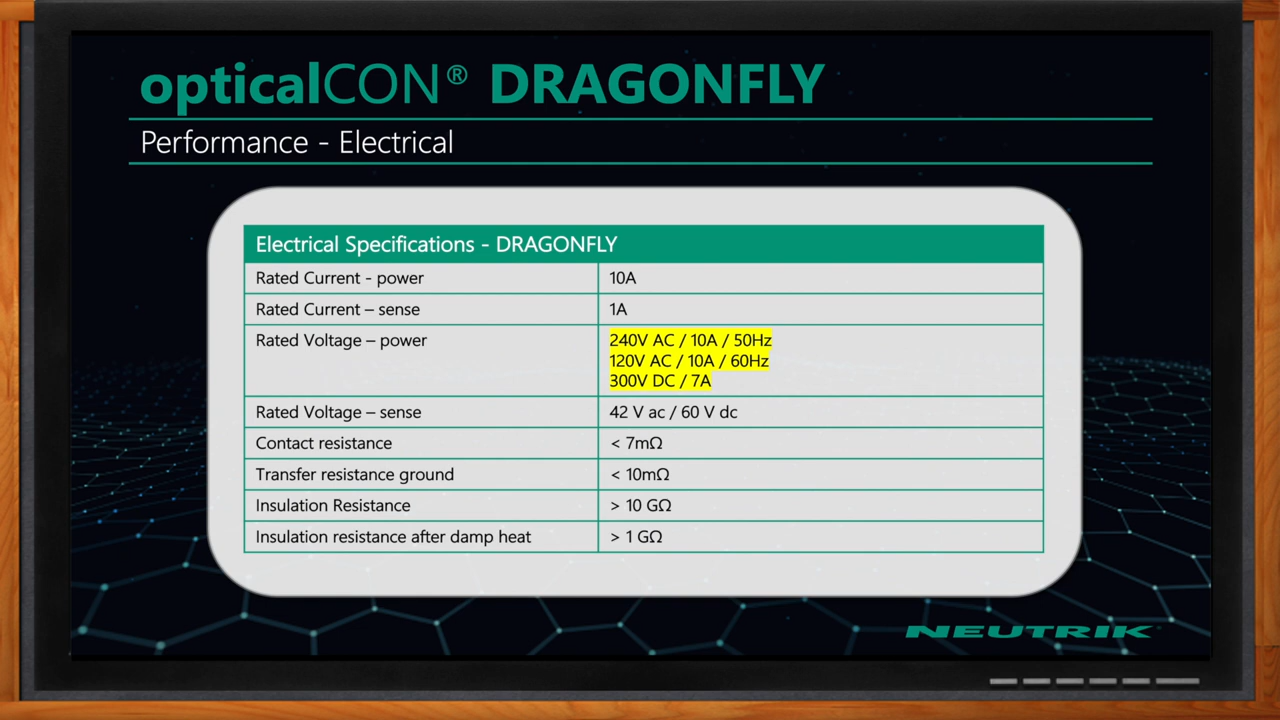 opticalCON® DRAGONFLY
Performance - Electrical
Electrical Specifications - DRAGONFLY
Rated Current - power 10A
Rated Current – sense 1A
Rated Voltage – power 240V AC / 10A / 50Hz
120V AC / 10A / 60Hz
300V DC / 7A
Rated Voltage – sense 42 V ac / 60 V dc
Contact resistance < 7mΩ
Transfer resistance ground < 10mΩ
Insulation Resistance > 10 GΩ
Insulation resistance after damp heat > 1 GΩ
NEUTRIK